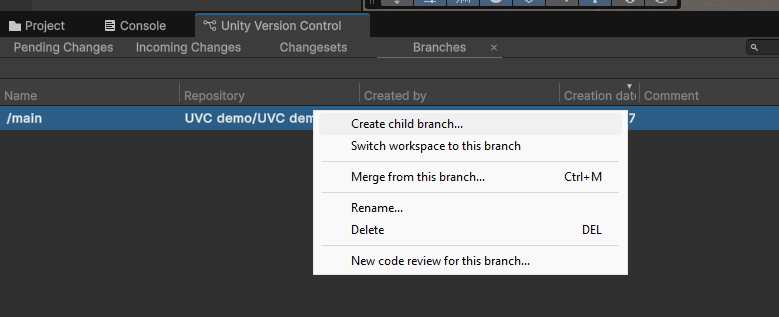 Project Console Unity Version Control
Pending Changes Incoming Changes Changesets Branches ×
Name Repository Created by Creation date Comment
/main UVC demo/UVC dem 7
Create child branch...
Switch workspace to this branch
Merge from this branch... Ctrl+M
Rename...
Delete DEL
New code review for this branch...